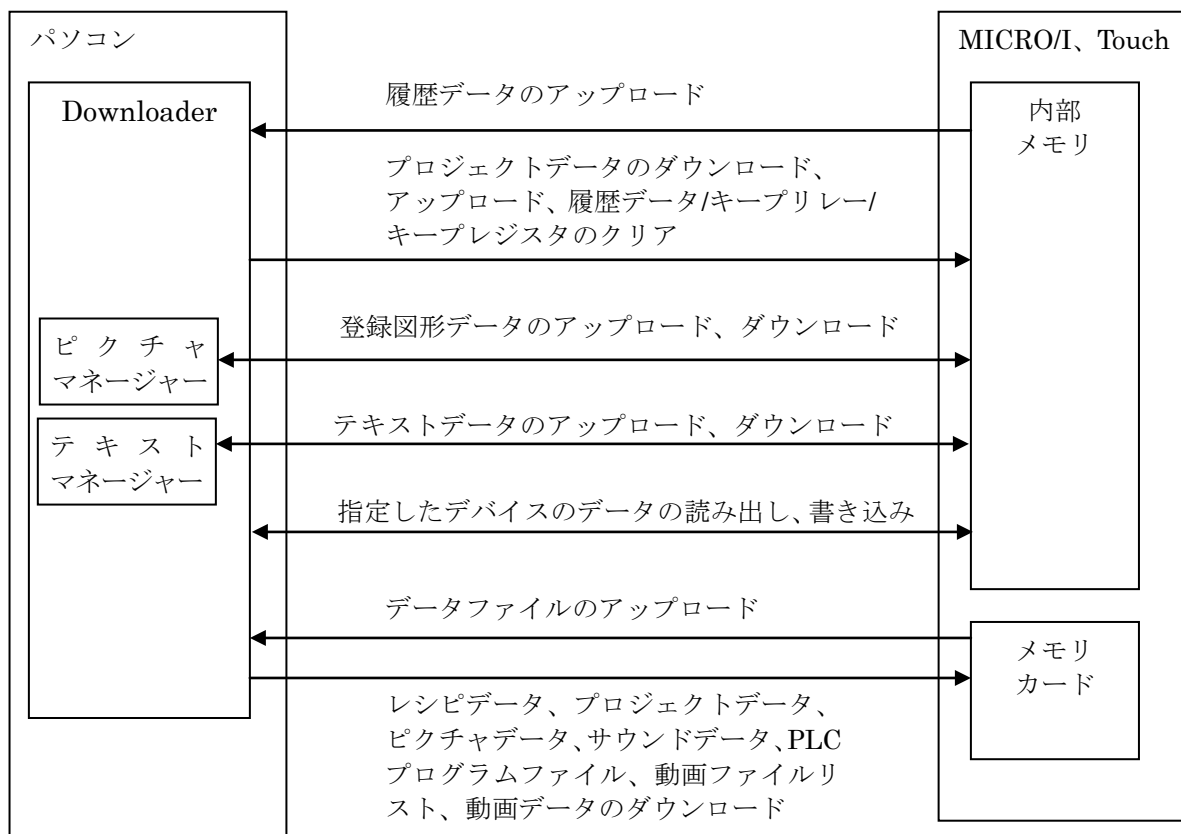 パソコン
MICRO/I、Touch
Downloader
内部
メモリ
履歴データのアップロード
プロジェクトデータのダウンロード、
アップロード、履歴データ/キープリレー/
キープレジスタのクリア
登録図形データのアップロード、ダウンロード
ピクチャ
マネージャー
テキストデータのアップロード、ダウンロード
テキスト
マネージャー
指定したデバイスのデータの読み出し、書き込み
データファイルのアップロード
メモリ
カード
レシピデータ、プロジェクトデータ、
ピクチャデータ、サウンドデータ、PLC
プログラムファイル、動画ファイルリ
スト、動画データのダウンロード